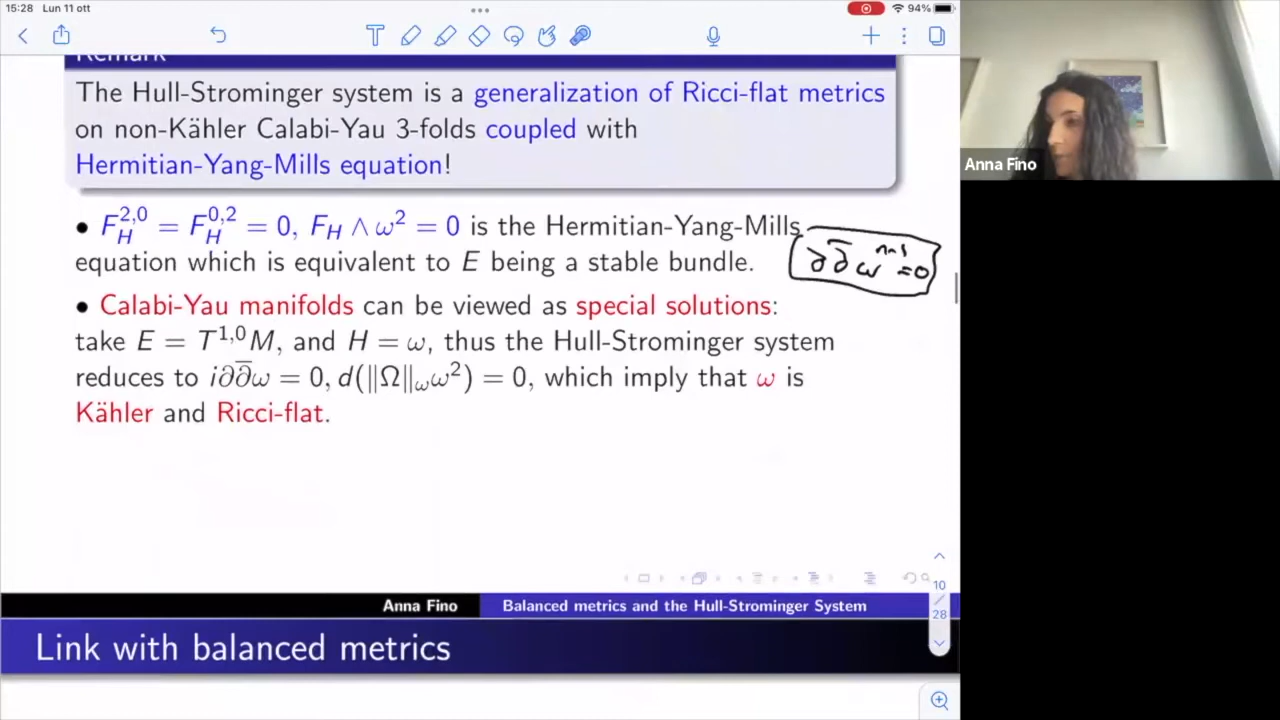 15:28 Lun 11 ott
94%
Remark
The Hull-Strominger system is a generalization of Ricci-flat metrics
on non-Kähler Calabi-Yau 3-folds coupled with
Hermitian-Yang-Mills equation!
• F_H^{2,0} = F_H^{0,2} = 0, F_H ∧ ω² = 0 is the Hermitian-Yang-Mills
equation which is equivalent to E being a stable bundle.
∂∂̄ω^{n-1} = 0
• Calabi-Yau manifolds can be viewed as special solutions:
take E = T^{1,0}M, and H = ω, thus the Hull-Strominger system
reduces to i∂∂̄ω = 0, d(‖Ω‖_ω ω²) = 0, which imply that ω is
Kähler and Ricci-flat.
10
/
28
Anna Fino Balanced metrics and the Hull-Strominger System
Link with balanced metrics
Anna Fino